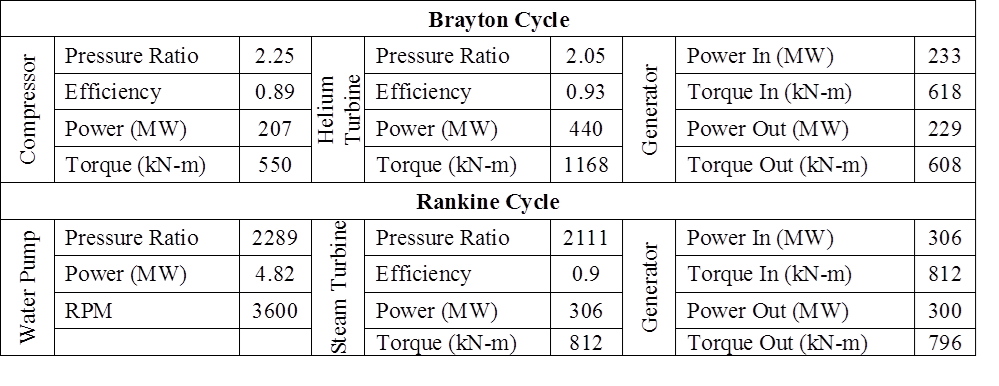 Brayton Cycle
Compressor
Pressure Ratio 2.25
Efficiency 0.89
Power (MW) 207
Torque (kN-m) 550
Helium
Turbine
Pressure Ratio 2.05
Efficiency 0.93
Power (MW) 440
Torque (kN-m) 1168
Generator
Power In (MW) 233
Torque In (kN-m) 618
Power Out (MW) 229
Torque Out (kN-m) 608
Rankine Cycle
Water Pump
Pressure Ratio 2289
Power (MW) 4.82
RPM 3600
Steam Turbine
Pressure Ratio 2111
Efficiency 0.9
Power (MW) 306
Torque (kN-m) 812
Generator
Power In (MW) 306
Torque In (kN-m) 812
Power Out (MW) 300
Torque Out (kN-m) 796